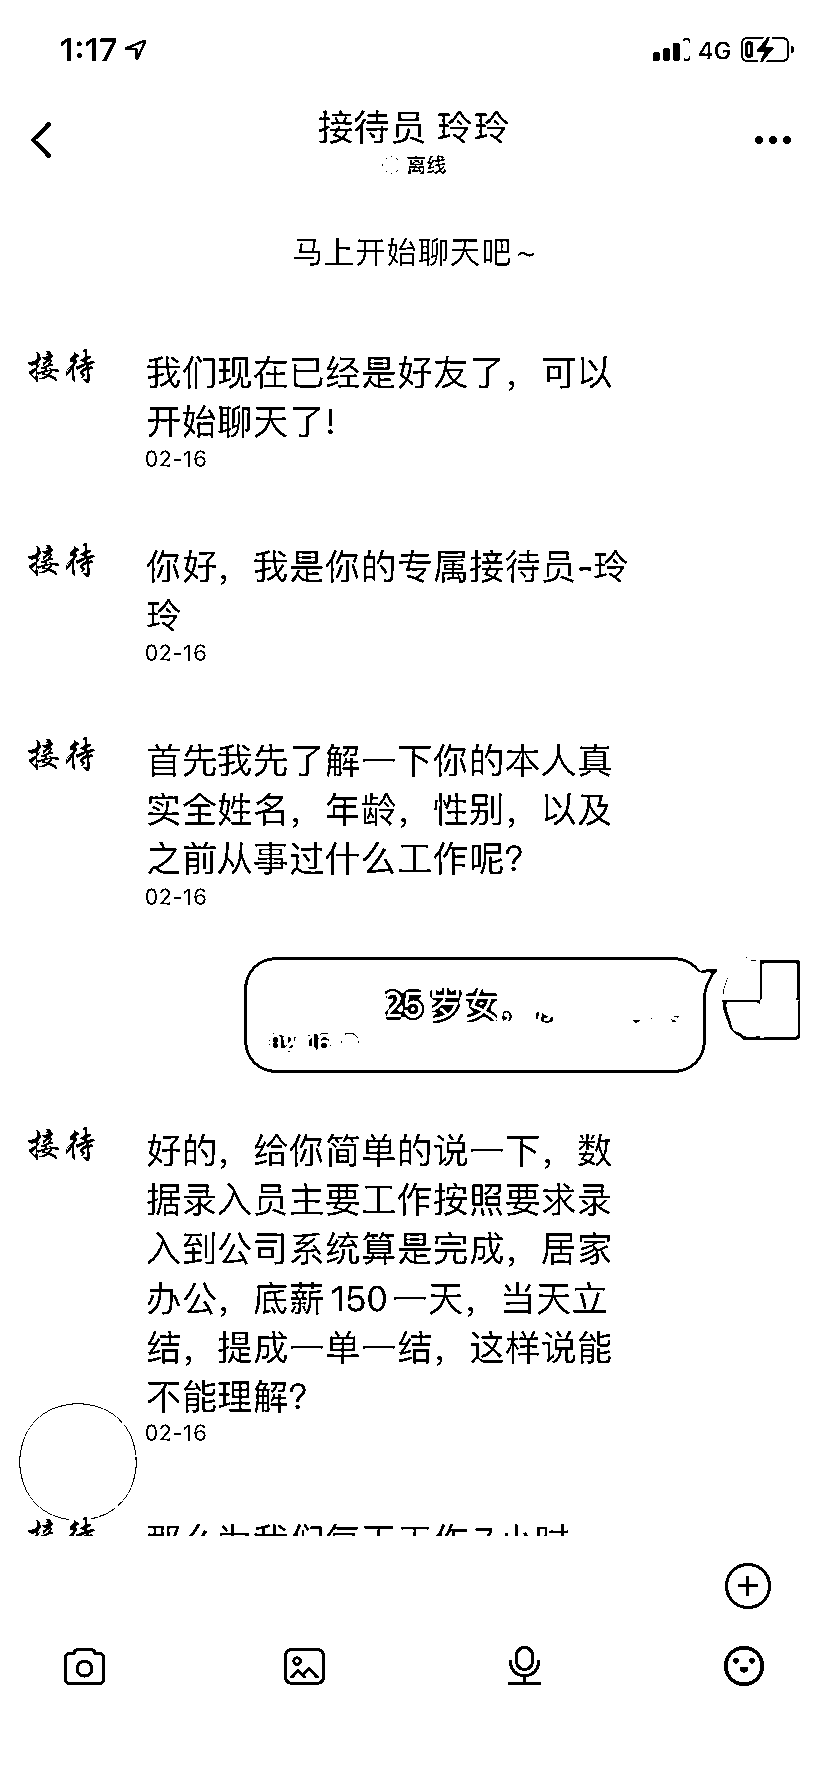 1:17
4G
接待员 玲玲
离线
马上开始聊天吧~
接待
我们现在已经是好友了，可以
开始聊天了!
02-16
接待
你好，我是你的专属接待员-玲
玲
02-16
接待
首先我先了解一下你的本人真
实全姓名，年龄，性别，以及
之前从事过什么工作呢?
02-16
25岁女。
接待
好的，给你简单的说一下，数
据录入员主要工作按照要求录
入到公司系统算是完成，居家
办公，底薪150一天，当天立
结，提成一单一结，这样说能
不能理解?
02-16
接待